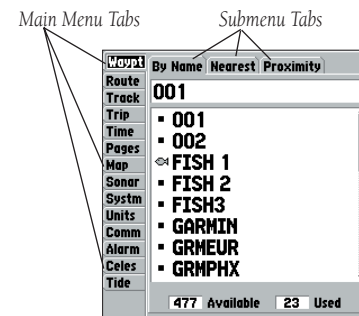 Main Menu Tabs
Submenu Tabs
Waypt
Route
Track
Trip
Time
Pages
Map
Sonar
Systm
Units
Comm
Alarm
Celes
Tide
By Name Nearest Proximity
001
001
002
FISH 1
FISH 2
FISH3
GARMIN
GRMEUR
GRMPHX
477 Available 23 Used